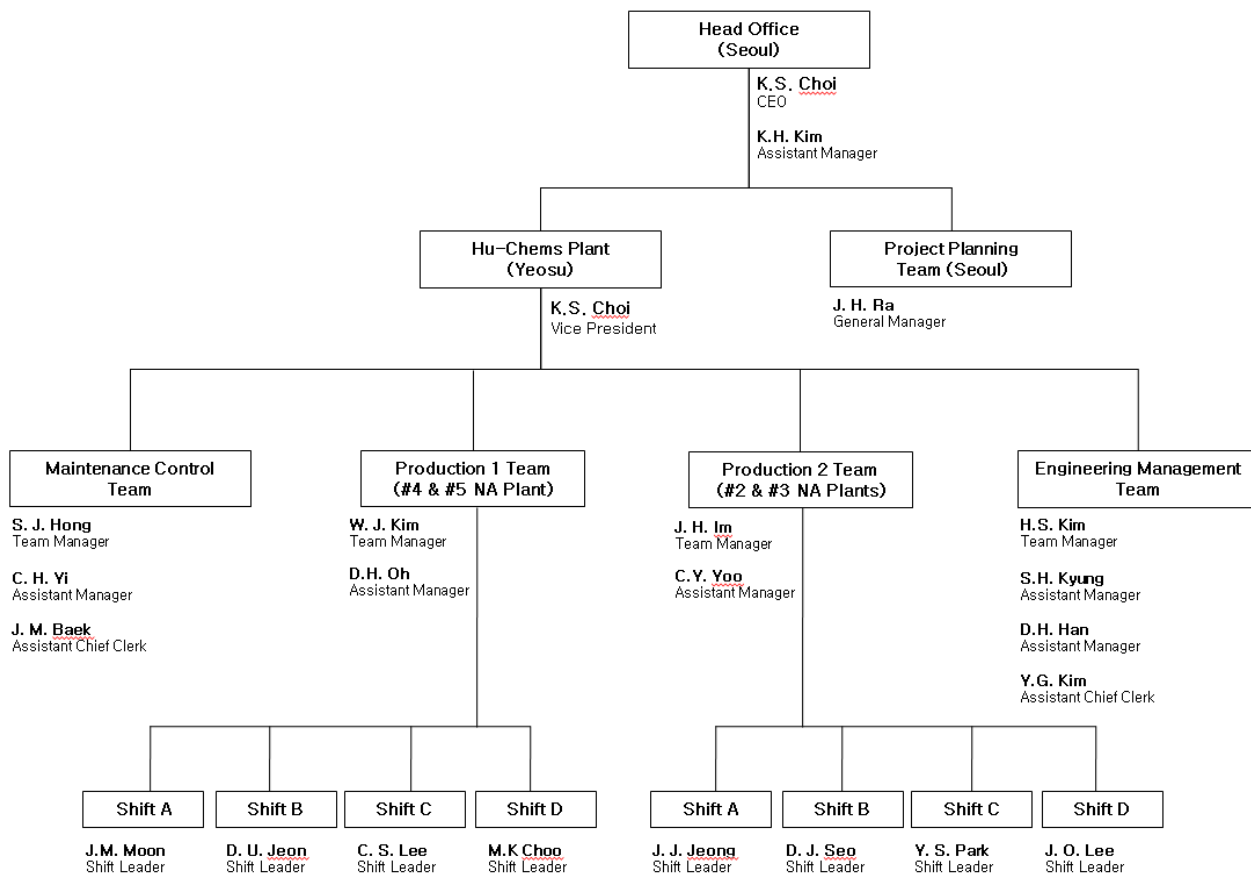 Head Office
(Seoul)
K.S. Choi
CEO
K.H. Kim
Assistant Manager
Hu-Chems Plant
(Yeosu)
K.S. Choi
Vice President
Project Planning
Team (Seoul)
J. H. Ra
General Manager
Maintenance Control
Team
S. J. Hong
Team Manager
C. H. Yi
Assistant Manager
J. M. Baek
Assistant Chief Clerk
Production 1 Team
(#4 & #5 NA Plant)
W. J. Kim
Team Manager
D.H. Oh
Assistant Manager
Production 2 Team
(#2 & #3 NA Plants)
J. H. Im
Team Manager
C.Y. Yoo
Assistant Manager
Engineering Management
Team
H.S. Kim
Team Manager
S.H. Kyung
Assistant Manager
D.H. Han
Assistant Manager
Y.G. Kim
Assistant Chief Clerk
Shift A
J.M. Moon
Shift Leader
Shift B
D. U. Jeon
Shift Leader
Shift C
C. S. Lee
Shift Leader
Shift D
M.K Choo
Shift Leader
Shift A
J. J. Jeong
Shift Leader
Shift B
D. J. Seo
Shift Leader
Shift C
Y. S. Park
Shift Leader
Shift D
J. O. Lee
Shift Leader